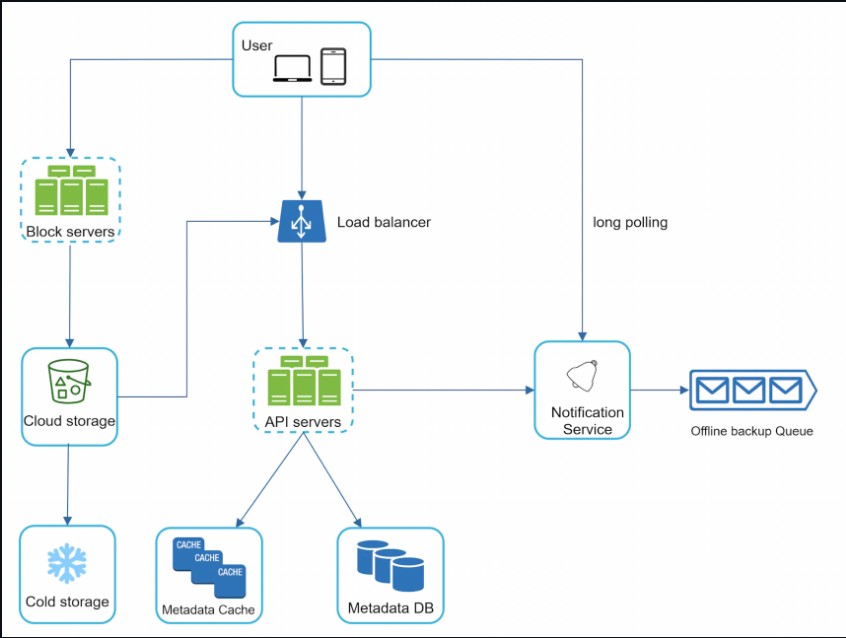 User
Block servers
Load balancer
long polling
Cloud storage
API servers
Notification
Service
Offline backup Queue
Cold storage
CACHE
CACHE
CACHE
Metadata Cache
Metadata DB